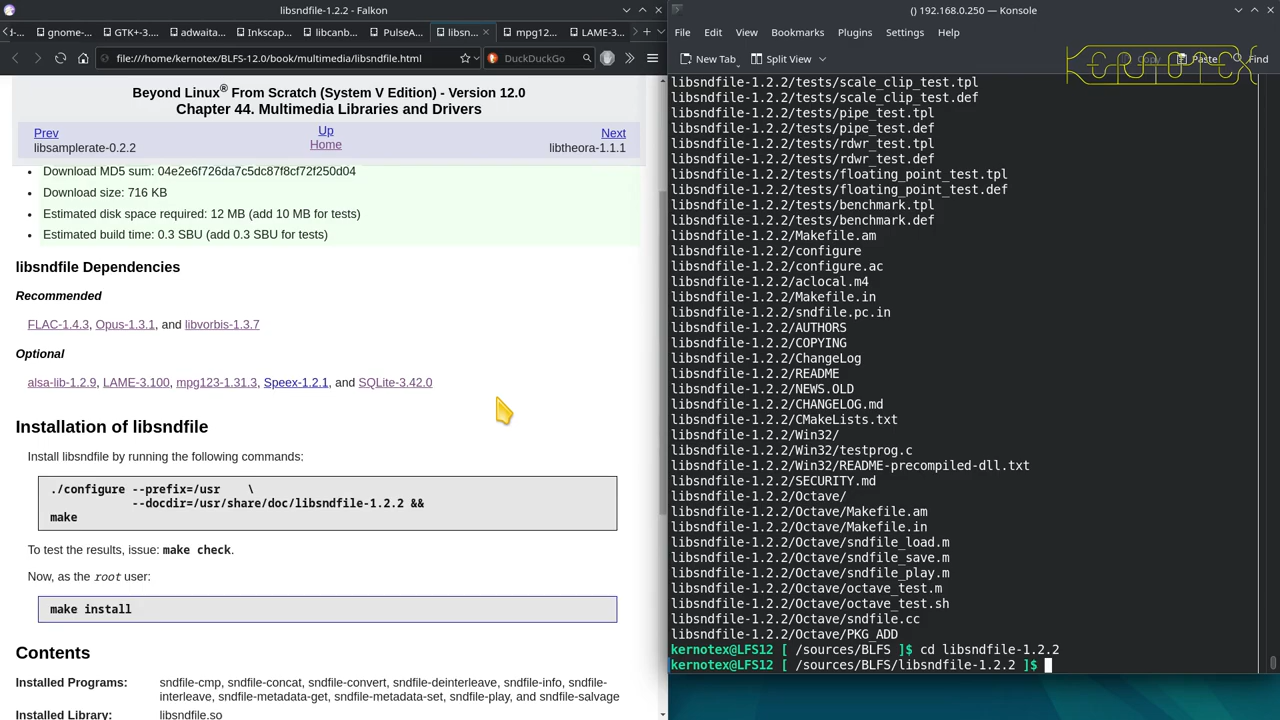 libsndfile-1.2.2 - Falkon
gnome-... GTK+-3.... adwaita... Inkscap... libcanb... PulseA... libsn... mpg12... LAME-3....
file:///home/kernotex/BLFS-12.0/book/multimedia/libsndfile.html
DuckDuckGo
Beyond Linux® From Scratch (System V Edition) - Version 12.0
Chapter 44. Multimedia Libraries and Drivers
Prev Up Next
libsamplerate-0.2.2 Home libtheora-1.1.1
• Download MD5 sum: 04e2e6f726da7c5dc87f8cf72f250d04
• Download size: 716 KB
• Estimated disk space required: 12 MB (add 10 MB for tests)
• Estimated build time: 0.3 SBU (add 0.3 SBU for tests)
libsndfile Dependencies
Recommended
FLAC-1.4.3, Opus-1.3.1, and libvorbis-1.3.7
Optional
alsa-lib-1.2.9, LAME-3.100, mpg123-1.31.3, Speex-1.2.1, and SQLite-3.42.0
Installation of libsndfile
Install libsndfile by running the following commands:
./configure --prefix=/usr \
--docdir=/usr/share/doc/libsndfile-1.2.2 &&
make
To test the results, issue: make check.
Now, as the root user:
make install
Contents
Installed Programs: sndfile-cmp, sndfile-concat, sndfile-convert, sndfile-deinterleave, sndfile-info, sndfile-
interleave, sndfile-metadata-get, sndfile-metadata-set, sndfile-play, and sndfile-salvage
Installed Library: libsndfile.so
() 192.168.0.250 — Konsole
File Edit View Bookmarks Plugins Settings Help
New Tab Split View Copy Paste Find
kernotex
libsndfile-1.2.2/tests/scale_clip_test.tpl
libsndfile-1.2.2/tests/scale_clip_test.def
libsndfile-1.2.2/tests/pipe_test.tpl
libsndfile-1.2.2/tests/pipe_test.def
libsndfile-1.2.2/tests/rdwr_test.tpl
libsndfile-1.2.2/tests/rdwr_test.def
libsndfile-1.2.2/tests/floating_point_test.tpl
libsndfile-1.2.2/tests/floating_point_test.def
libsndfile-1.2.2/tests/benchmark.tpl
libsndfile-1.2.2/tests/benchmark.def
libsndfile-1.2.2/Makefile.am
libsndfile-1.2.2/configure
libsndfile-1.2.2/configure.ac
libsndfile-1.2.2/aclocal.m4
libsndfile-1.2.2/Makefile.in
libsndfile-1.2.2/sndfile.pc.in
libsndfile-1.2.2/AUTHORS
libsndfile-1.2.2/COPYING
libsndfile-1.2.2/ChangeLog
libsndfile-1.2.2/README
libsndfile-1.2.2/NEWS.OLD
libsndfile-1.2.2/CHANGELOG.md
libsndfile-1.2.2/CMakeLists.txt
libsndfile-1.2.2/Win32/
libsndfile-1.2.2/Win32/testprog.c
libsndfile-1.2.2/Win32/README-precompiled-dll.txt
libsndfile-1.2.2/SECURITY.md
libsndfile-1.2.2/Octave/
libsndfile-1.2.2/Octave/Makefile.am
libsndfile-1.2.2/Octave/Makefile.in
libsndfile-1.2.2/Octave/sndfile_load.m
libsndfile-1.2.2/Octave/sndfile_save.m
libsndfile-1.2.2/Octave/sndfile_play.m
libsndfile-1.2.2/Octave/octave_test.m
libsndfile-1.2.2/Octave/octave_test.sh
libsndfile-1.2.2/Octave/sndfile.cc
libsndfile-1.2.2/Octave/PKG_ADD
kernotex@LFS12 [ /sources/BLFS ]$ cd libsndfile-1.2.2
kernotex@LFS12 [ /sources/BLFS/libsndfile-1.2.2 ]$